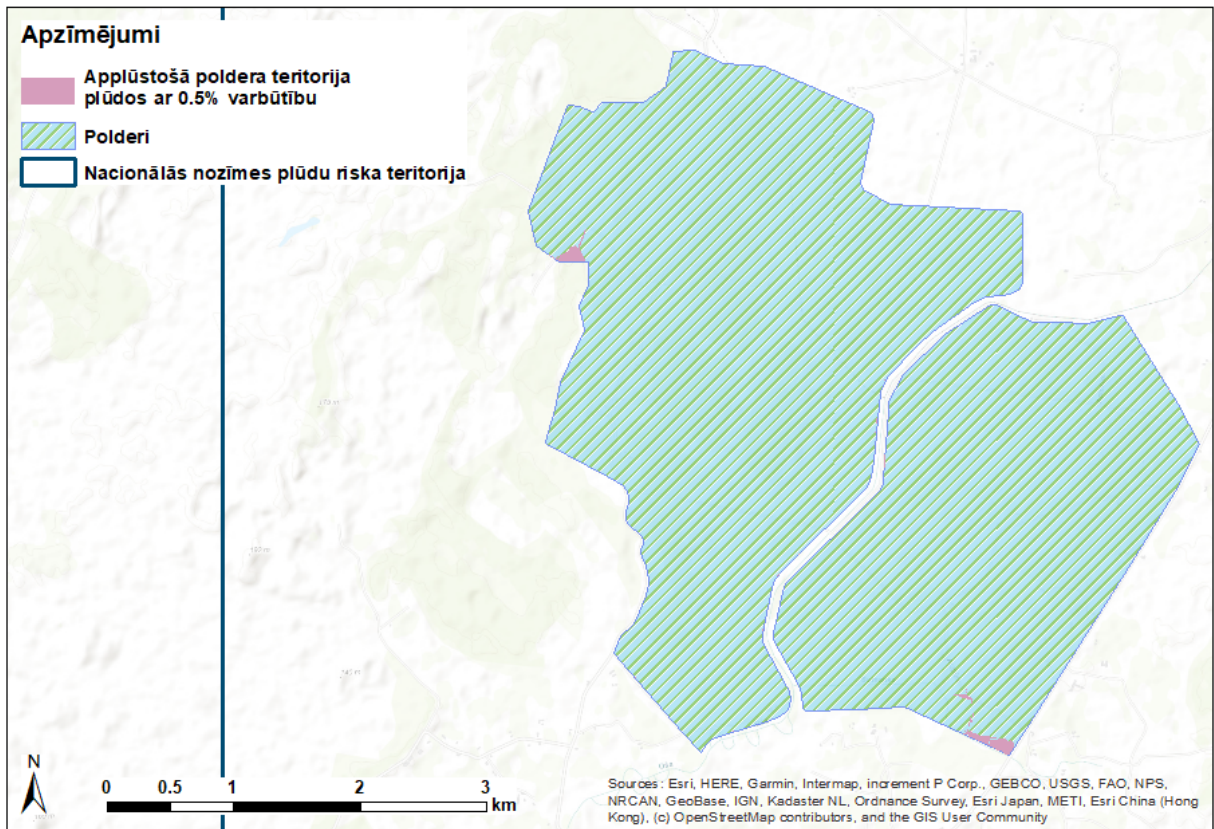 Apzīmējumi
Applūstošā poldera teritorija
plūdos ar 0.5% varbūtību
Polderi
Nacionālās nozīmes plūdu riska teritorija
N
0 0.5 1 2 3
km
Sources: Esri, HERE, Garmin, Intermap, increment P Corp., GEBCO, USGS, FAO, NPS,
NRCAN, GeoBase, IGN, Kadaster NL, Ordnance Survey, Esri Japan, METI, Esri China (Hong
Kong), (c) OpenStreetMap contributors, and the GIS User Community